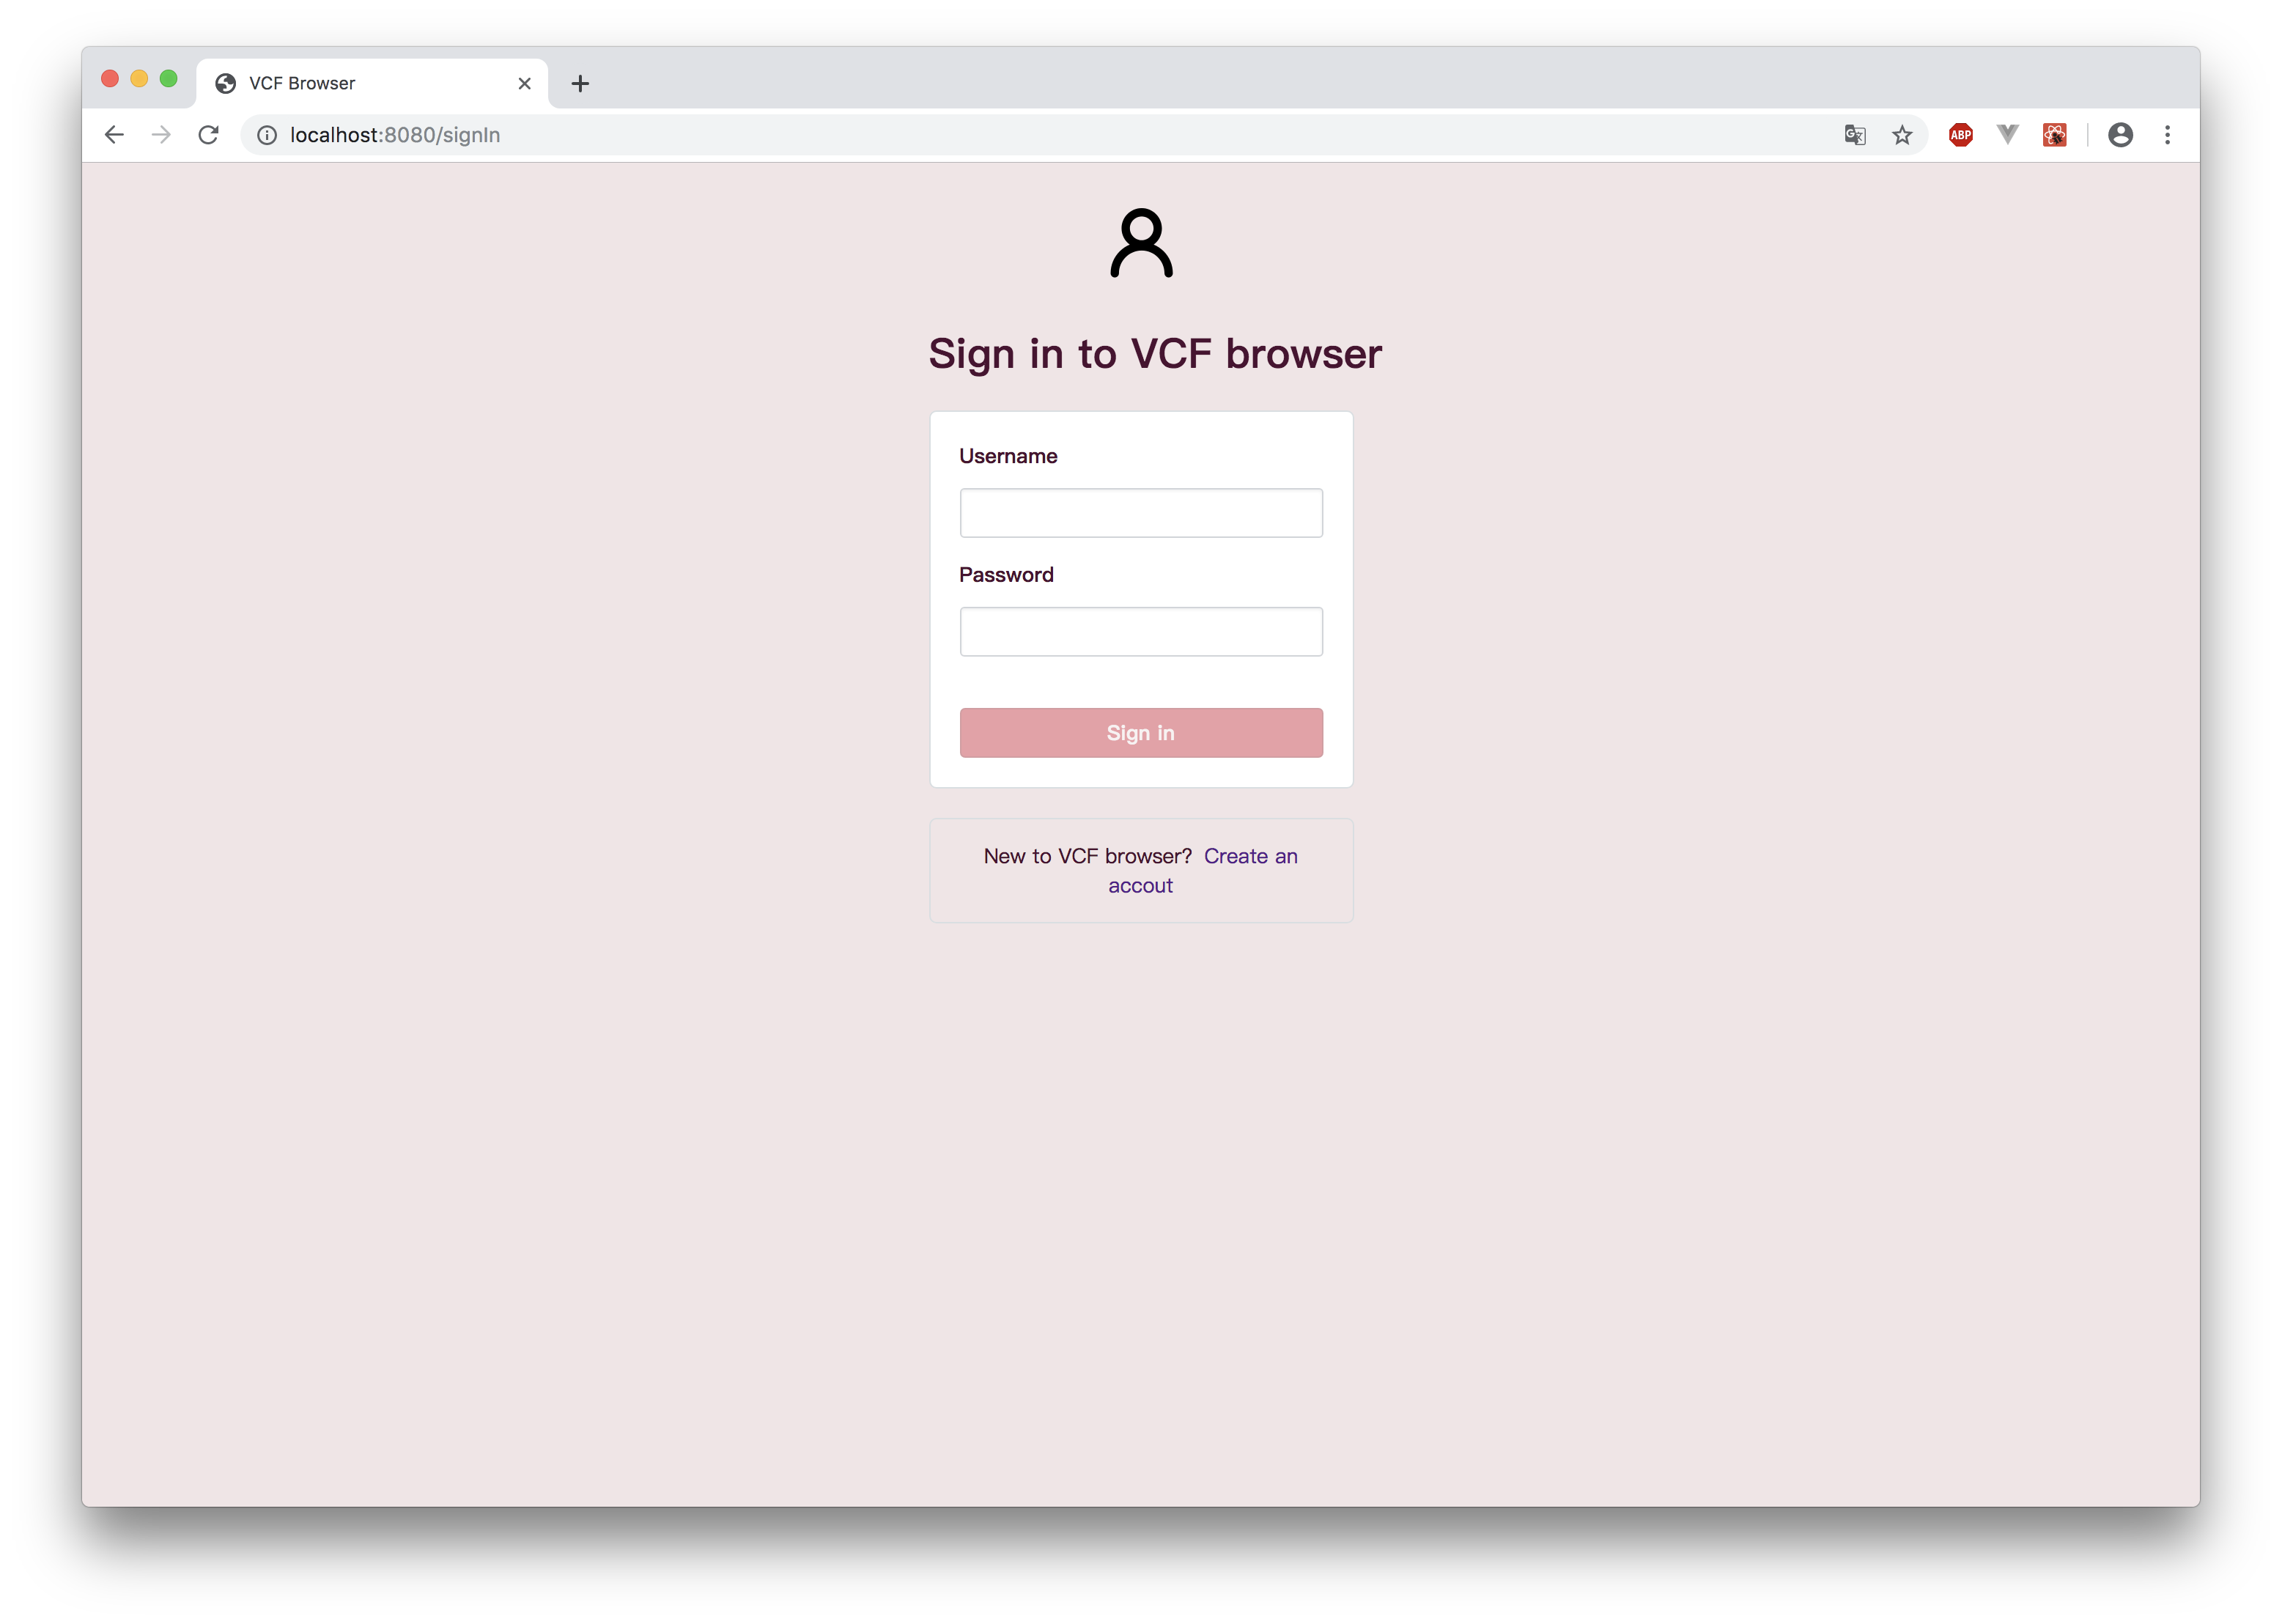 VCF Browser
localhost:8080/signIn
ABP
Sign in to VCF browser
Username
Password
Sign in
New to VCF browser? Create an
accout